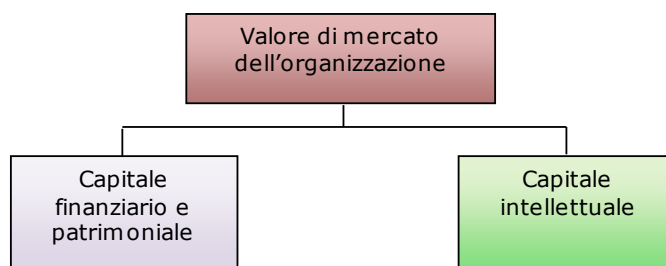 Valore di mercato
dell’organizzazione
Capitale
finanziario e
patrimoniale
Capitale
intellettuale